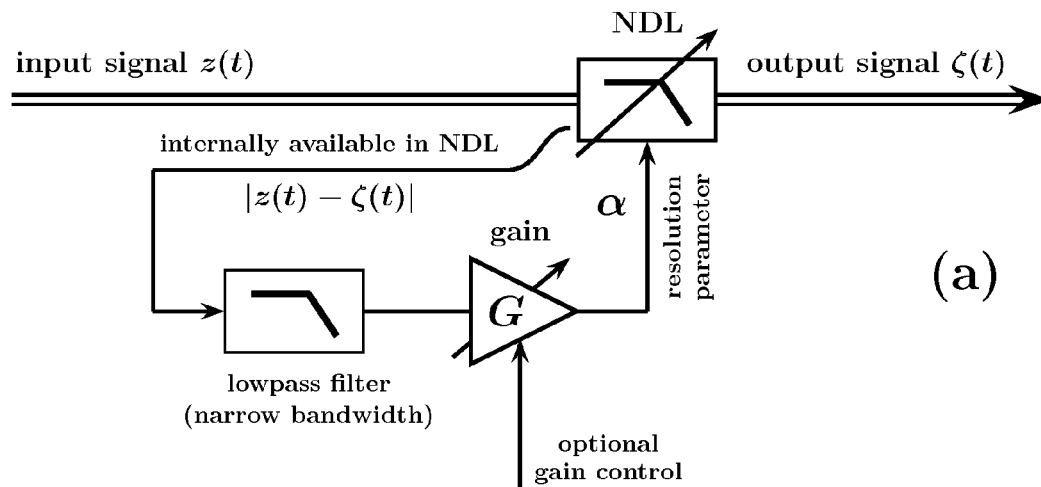 NDL
input signal z(t)
output signal ζ(t)
internally available in NDL
|z(t) − ζ(t)|
α
resolution
parameter
gain
(a)
G
lowpass filter
(narrow bandwidth)
optional
gain control